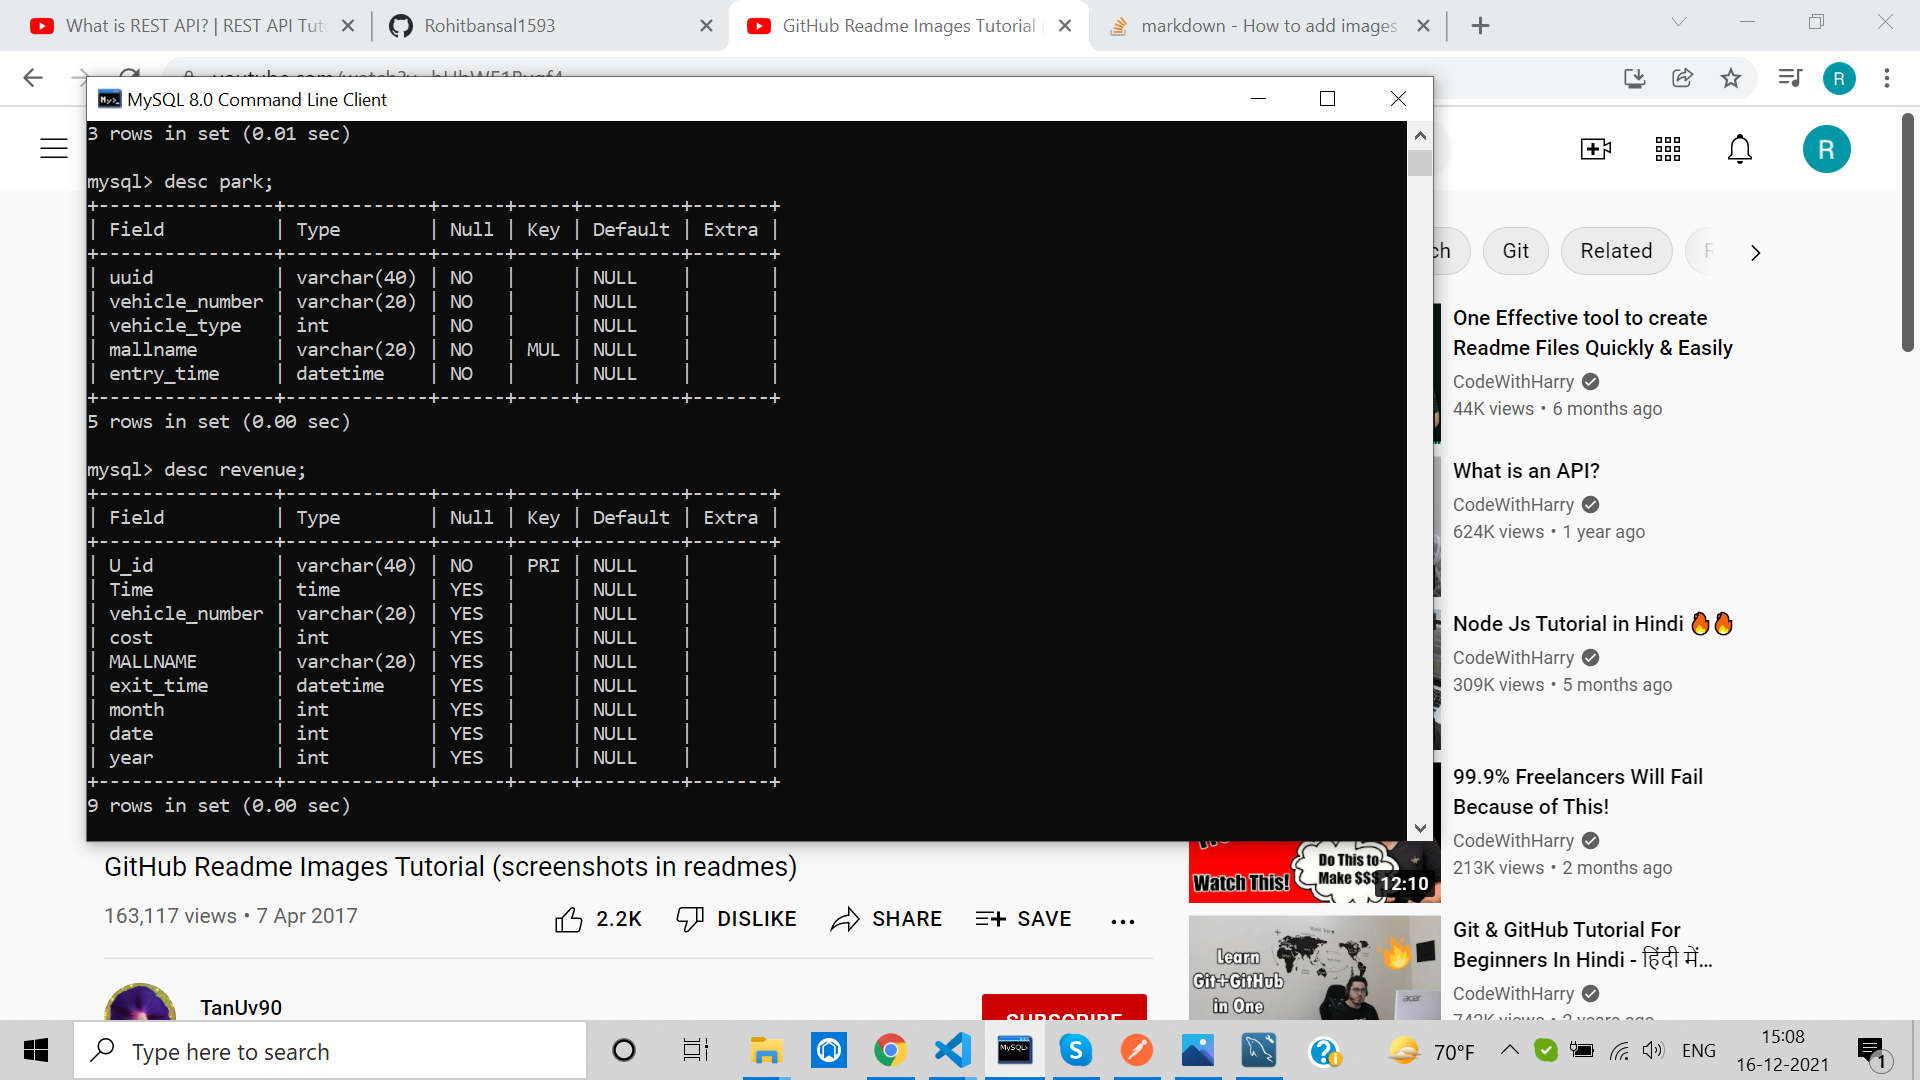 What is REST API? | REST API Tut
Rohitbansal1593
GitHub Readme Images Tutorial
markdown - How to add images
R
MySQL 8.0 Command Line Client
3 rows in set (0.01 sec)
mysql> desc park;
+----------------+-------------+------+-----+---------+-------+
| Field          | Type        | Null | Key | Default | Extra |
+----------------+-------------+------+-----+---------+-------+
| uuid           | varchar(40) | NO   |     | NULL    |       |
| vehicle_number | varchar(20) | NO   |     | NULL    |       |
| vehicle_type   | int         | NO   |     | NULL    |       |
| mallname       | varchar(20) | NO   | MUL | NULL    |       |
| entry_time     | datetime    | NO   |     | NULL    |       |
+----------------+-------------+------+-----+---------+-------+
5 rows in set (0.00 sec)
mysql> desc revenue;
+----------------+-------------+------+-----+---------+-------+
| Field          | Type        | Null | Key | Default | Extra |
+----------------+-------------+------+-----+---------+-------+
| U_id           | varchar(40) | NO   | PRI | NULL    |       |
| Time           | time        | YES  |     | NULL    |       |
| vehicle_number | varchar(20) | YES  |     | NULL    |       |
| cost           | int         | YES  |     | NULL    |       |
| MALLNAME       | varchar(20) | YES  |     | NULL    |       |
| exit_time      | datetime    | YES  |     | NULL    |       |
| month          | int         | YES  |     | NULL    |       |
| date           | int         | YES  |     | NULL    |       |
| year           | int         | YES  |     | NULL    |       |
+----------------+-------------+------+-----+---------+-------+
9 rows in set (0.00 sec)
R
ch Git Related
One Effective tool to create
Readme Files Quickly & Easily
CodeWithHarry
44K views • 6 months ago
What is an API?
CodeWithHarry
624K views • 1 year ago
Node Js Tutorial in Hindi 🔥🔥
CodeWithHarry
309K views • 5 months ago
99.9% Freelancers Will Fail
Because of This!
CodeWithHarry
213K views • 2 months ago
Watch This!
Do This to
Make $$$
12:10
Git & GitHub Tutorial For
Beginners In Hindi - हिंदी में...
CodeWithHarry
Learn
Git+GitHub
in One
acer
GitHub Readme Images Tutorial (screenshots in readmes)
163,117 views • 7 Apr 2017
2.2K DISLIKE SHARE SAVE ...
TanUv90
SUBSCRIBE
Type here to search
MySQL
S
70°F
ENG
15:08
16-12-2021
1